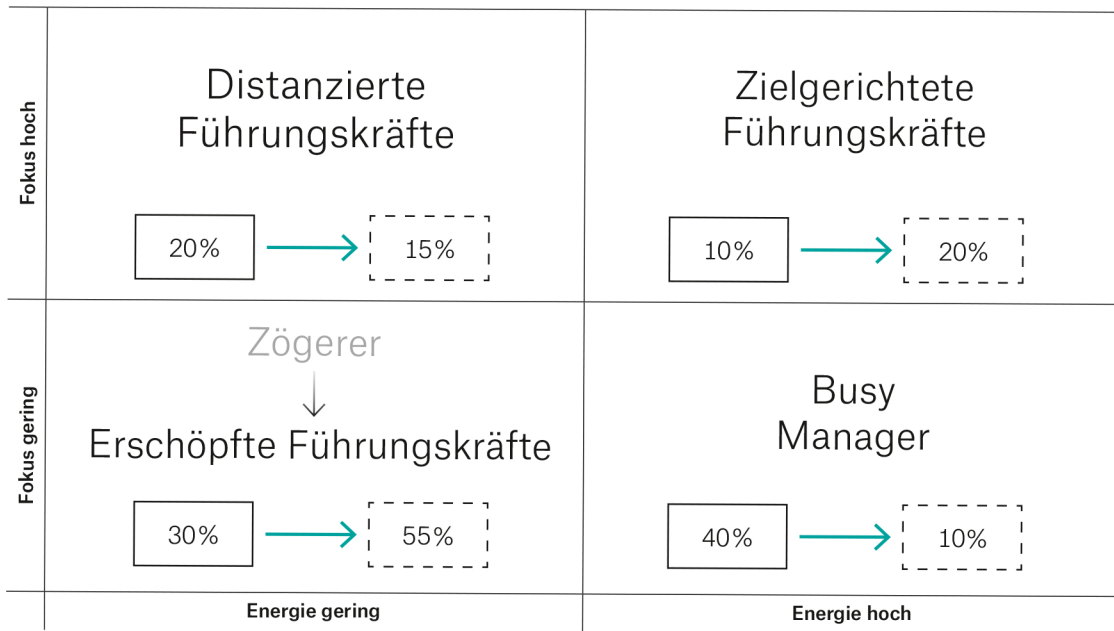 Fokus hoch
Distanzierte
Führungskräfte
20%
15%
Zielgerichtete
Führungskräfte
10%
20%
Fokus gering
Zögerer
Erschöpfte Führungskräfte
30%
55%
Busy
Manager
40%
10%
Energie gering
Energie hoch